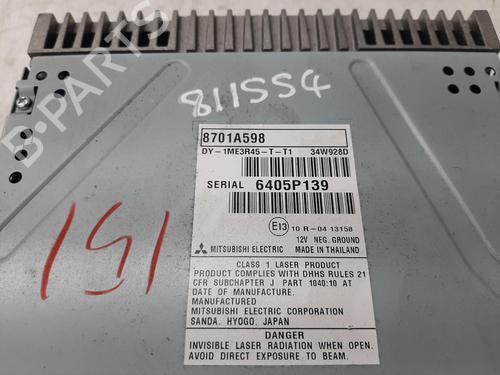 B-PARTS
811SS4
8701A598
DY-1ME3R45-T-T1 34W928D
SERIAL 6405P139
E13 10 R-04 13158
12V NEG. GROUND
MITSUBISHI ELECTRIC MADE IN THAILAND
CLASS 1 LASER PRODUCT
PRODUCT COMPLIES WITH DHHS RULES 21
CFR SUBCHAPTER J PART 1040:10 AT
DATE OF MANUFACTURE.
MANUFACTURED
MITSUBISHI ELECTRIC CORPORATION
SANDA, HYOGO, JAPAN
DANGER
INVISIBLE LASER RADIATION WHEN OPEN.
AVOID DIRECT EXPOSURE TO BEAM.
151